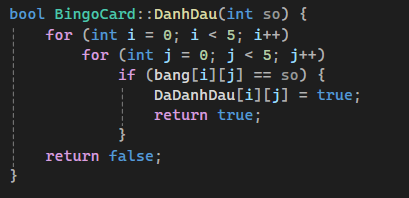 bool BingoCard::DanhDau(int so) {
    for (int i = 0; i < 5; i++)
        for (int j = 0; j < 5; j++)
            if (bang[i][j] == so) {
                DaDanhDau[i][j] = true;
                return true;
            }
    return false;
}